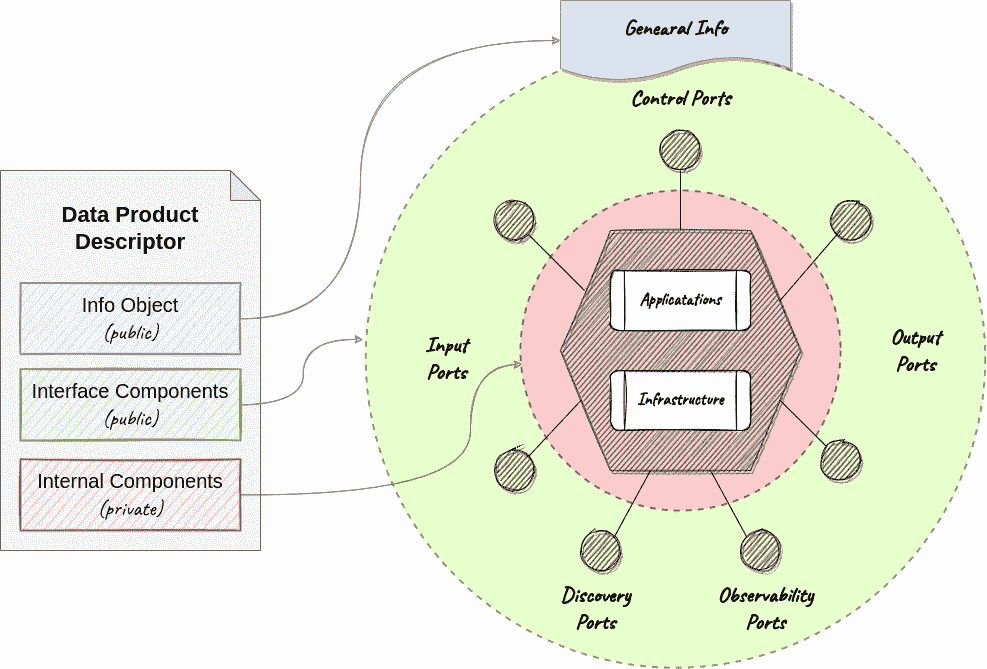 Genearal Info
Control Ports
Data Product
Descriptor
Info Object
(public)
Interface Components
(public)
Internal Components
(private)
Input
Ports
Applicatations
Infrastructure
Output
Ports
Discovery
Ports
Observability
Ports